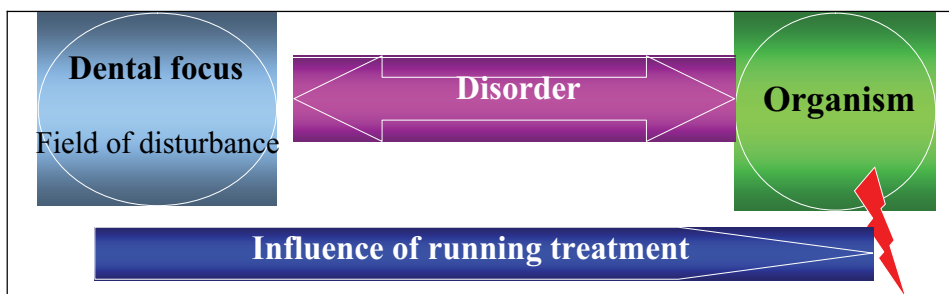 Dental focus
Field of disturbance
Disorder
Organism
Influence of running treatment